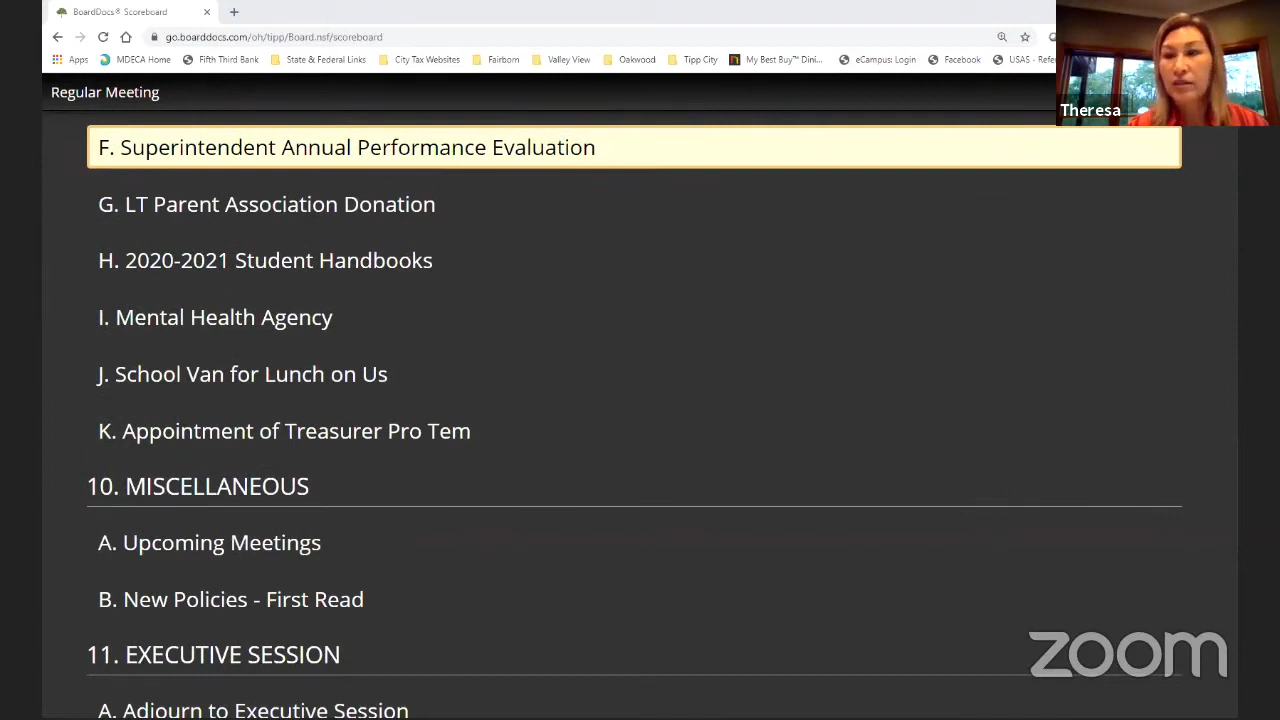 BoardDocs® Scoreboard
go.boarddocs.com/oh/tipp/Board.nsf/scoreboard
Apps MDECA Home Fifth Third Bank State & Federal Links City Tax Websites Fairborn Valley View Oakwood Tipp City My Best Buy™ Dini... eCampus: Login Facebook USAS - Refe
Theresa
Regular Meeting
F. Superintendent Annual Performance Evaluation
G. LT Parent Association Donation
H. 2020-2021 Student Handbooks
I. Mental Health Agency
J. School Van for Lunch on Us
K. Appointment of Treasurer Pro Tem
10. MISCELLANEOUS
A. Upcoming Meetings
B. New Policies - First Read
11. EXECUTIVE SESSION
A. Adjourn to Executive Session
zoom